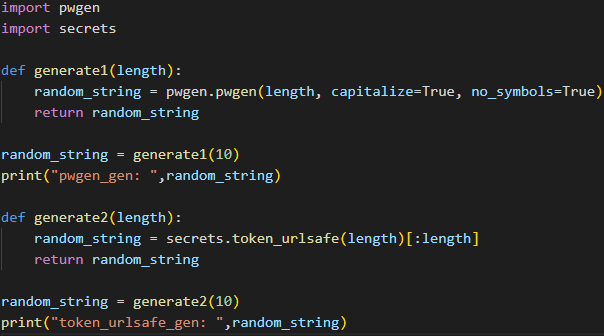 import pwgen
import secrets
def generate1(length):
random_string = pwgen.pwgen(length, capitalize=True, no_symbols=True)
return random_string
random_string = generate1(10)
print("pwgen_gen: ",random_string)
def generate2(length):
random_string = secrets.token_urlsafe(length)[:length]
return random_string
random_string = generate2(10)
print("token_urlsafe_gen: ",random_string)